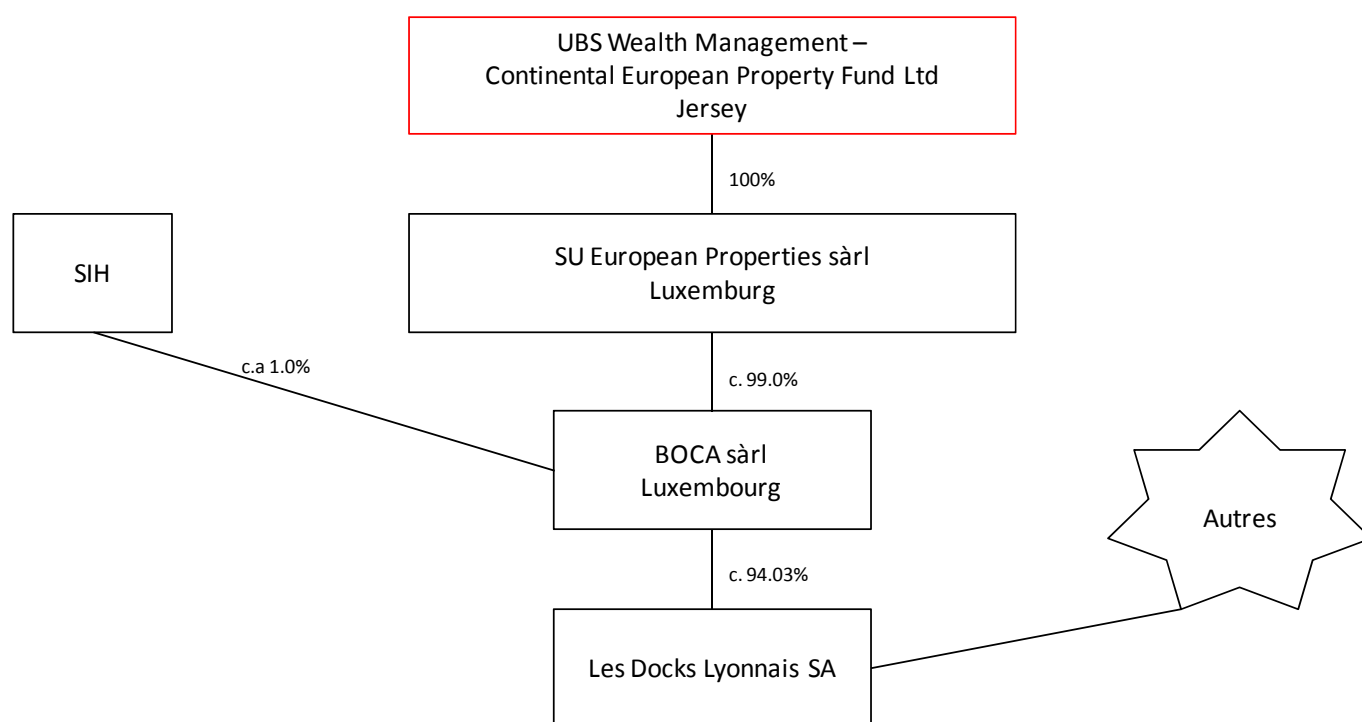 UBS Wealth Management –
Continental European Property Fund Ltd
Jersey
100%
SIH
SU European Properties sàrl
Luxemburg
c.a 1.0%
c. 99.0%
BOCA sàrl
Luxembourg
Autres
c. 94.03%
Les Docks Lyonnais SA